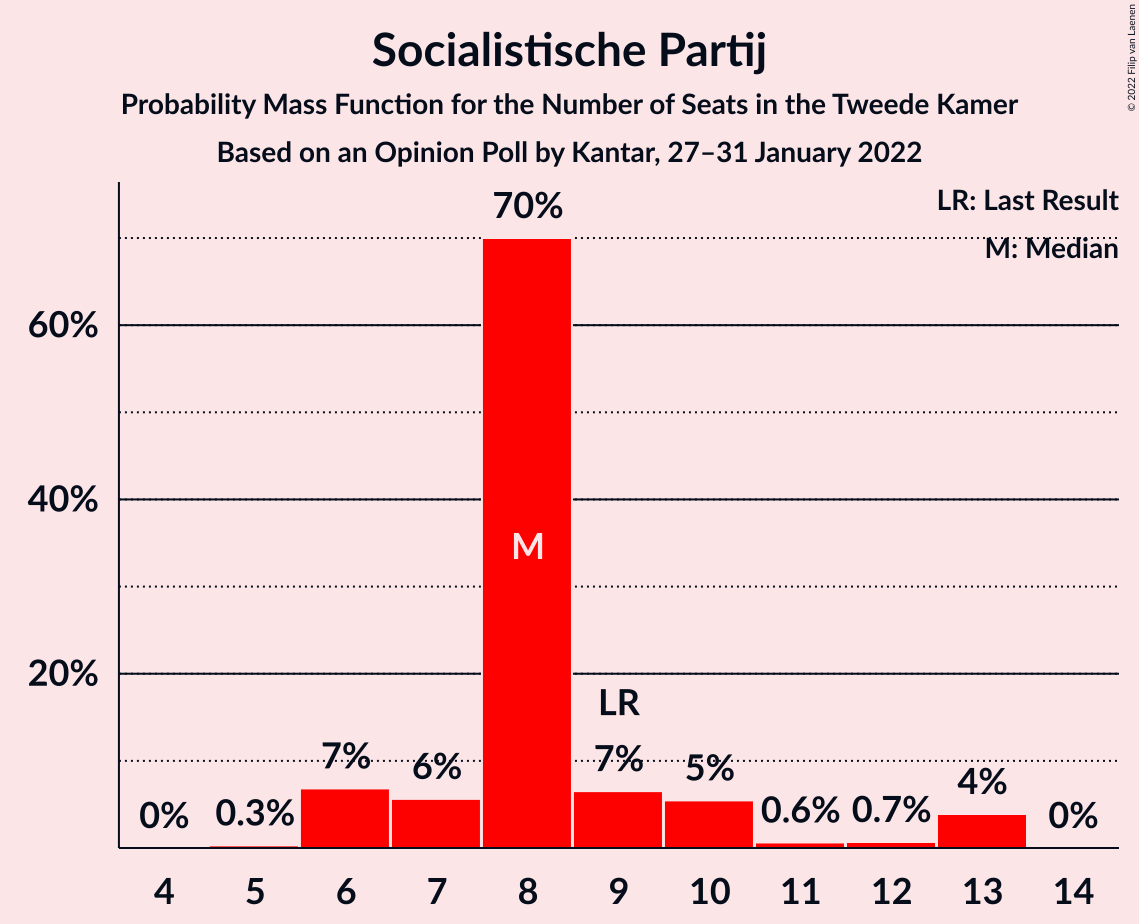 Socialistische Partij
Probability Mass Function for the Number of Seats in the Tweede Kamer
Based on an Opinion Poll by Kantar, 27–31 January 2022
© 2022 Filip van Laenen
LR: Last Result
M: Median
60%
40%
20%
0%
0.3%
7%
6%
70%
M
LR
7%
5%
0.6%
0.7%
4%
0%
4 5 6 7 8 9 10 11 12 13 14